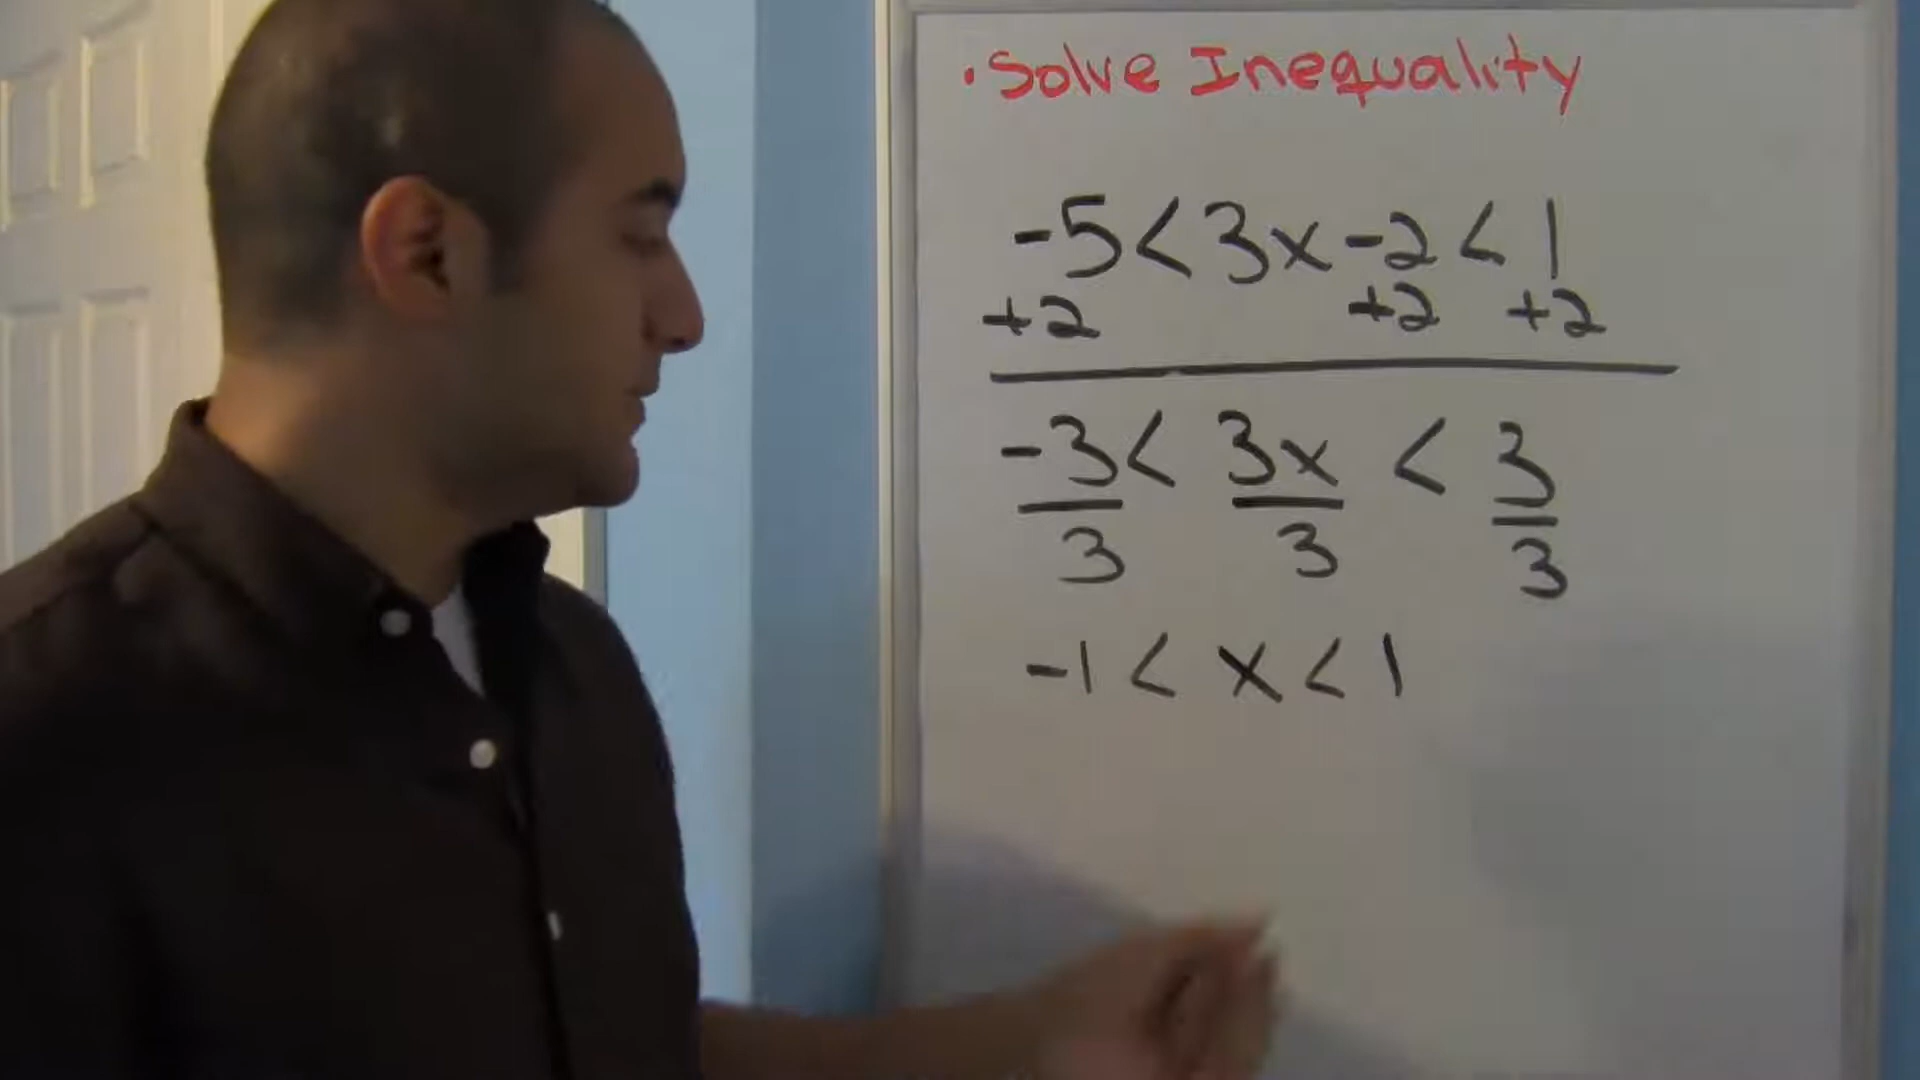 • Solve Inequality
-5 < 3x - 2 < 1
+2 +2 +2
-3 < 3x < 3
3 3 3
-1 < x < 1